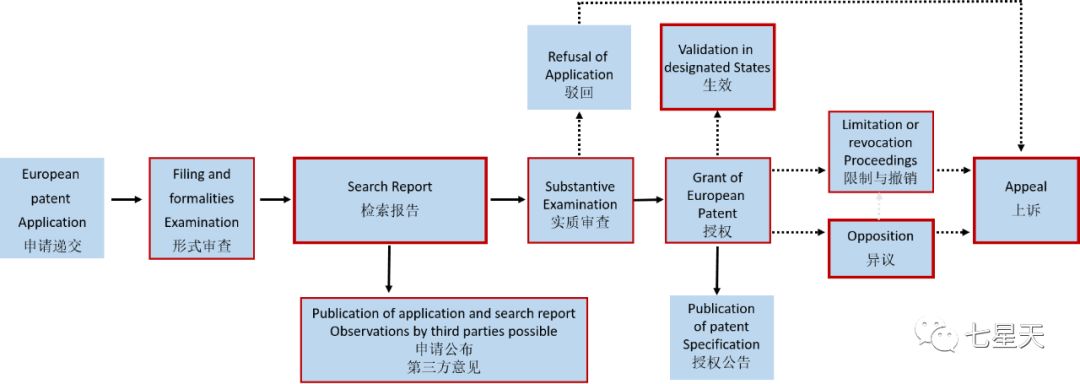 European
patent
Application
申请递交
Filing and
formalities
Examination
形式审查
Search Report
检索报告
Publication of application and search report
Observations by third parties possible
申请公布
第三方意见
Substantive
Examination
实质审查
Refusal of
Application
驳回
Grant of
European
Patent
授权
Validation in
designated States
生效
Publication
of patent
Specification
授权公告
Limitation or
revocation
Proceedings
限制与撤销
Opposition
异议
Appeal
上诉
七星天